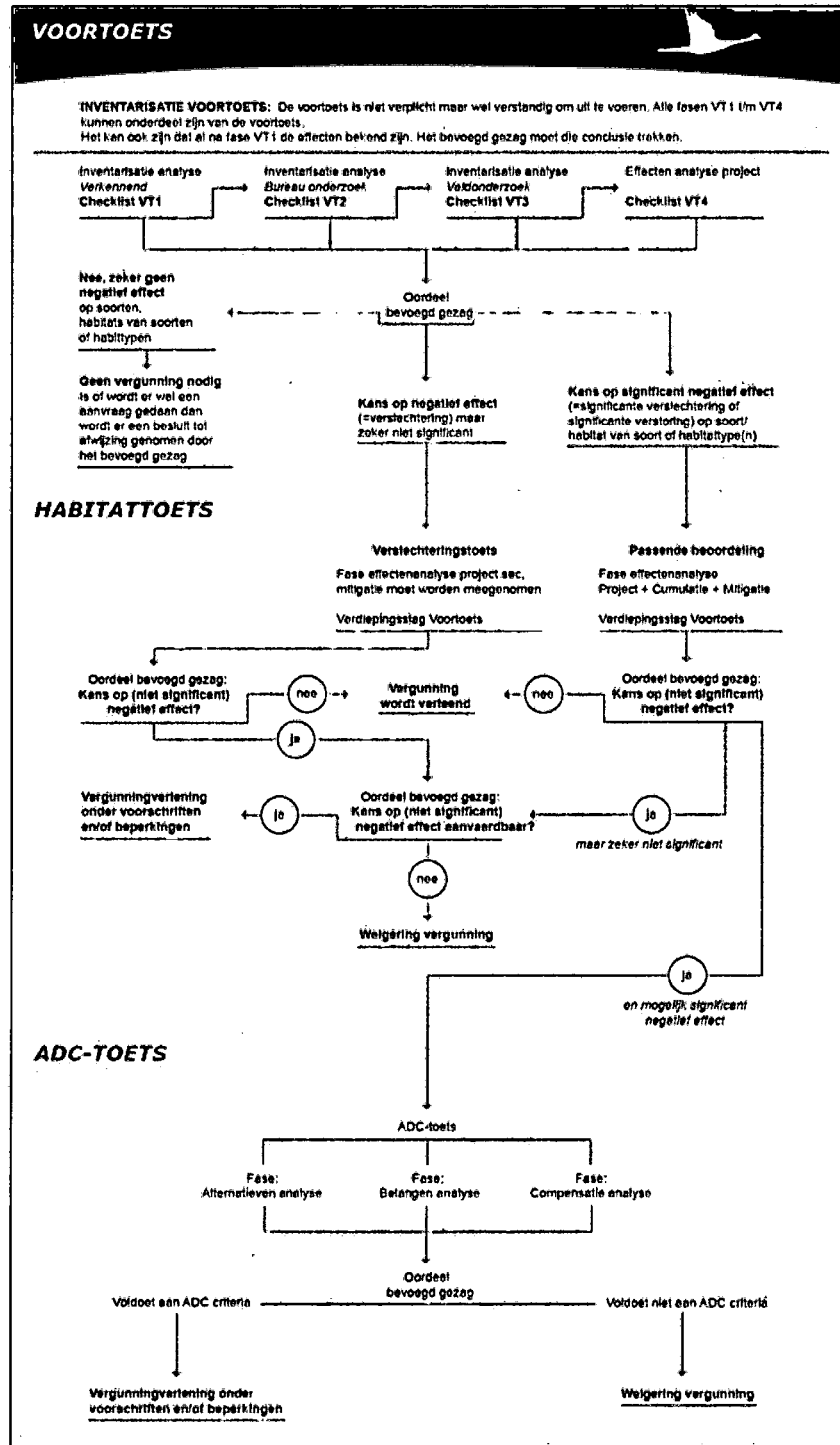 VOORTOETS
INVENTARISATIE VOORTOETS: De voortoets is niet verplicht maar wel verstandig om uit te voeren. Alle fasen VT1 t/m VT4
kunnen onderdeel zijn van de voortoets.
Het kan ook zijn dat al na fase VT1 de effecten bekend zijn. Het bevoegd gezag moet die conclusie trekken.
Inventarisatie analyse
Verkennend
Checklist VT1
Inventarisatie analyse
Bureau onderzoek
Checklist VT2
Inventarisatie analyse
Veldonderzoek
Checklist VT3
Effecten analyse project
Checklist VT4
Nee, zeker geen
negatief effect
op soorten,
habitats van soorten
of habittypen
Oordeel
bevoegd gezag
Geen vergunning nodig
is of wordt er wel een
aanvraag gedaan dan
wordt er een besluit tot
afwijzing genomen door
het bevoegd gezag
Kans op negatief effect
(=verslechtering) maar
zeker niet significant
Kans op significant negatief effect
(=significante verslechtering of
significante verstoring) op soort/
habitat van soort of habitattype(n)
HABITATTOETS
Verslechteringstoets
Fase effectenanalyse project sec,
mitigatie moet worden meegenomen
Verdiepingsslag Voortoets
Passende beoordeling
Fase effectenanalyse
Project + Cumulatie + Mitigatie
Verdiepingsslag Voortoets
Oordeel bevoegd gezag:
Kans op (niet significant)
negatief effect?
nee
Vergunning
wordt verleend
nee
Oordeel bevoegd gezag:
Kans op (niet significant)
negatief effect?
ja
Vergunningverlening
onder voorschriften
en/of beperkingen
ja
Oordeel bevoegd gezag:
Kans op (niet significant)
negatief effect aanvaardbaar?
ja
maar zeker niet significant
nee
Weigering vergunning
ja
en mogelijk significant
negatief effect
ADC-TOETS
ADC-toets
Fase:
Alternatieven analyse
Fase:
Belangen analyse
Fase:
Compensatie analyse
Oordeel
bevoegd gezag
Voldoet aan ADC criteria
Voldoet niet aan ADC criteria
Vergunningverlening onder
voorschriften en/of beperkingen
Weigering vergunning